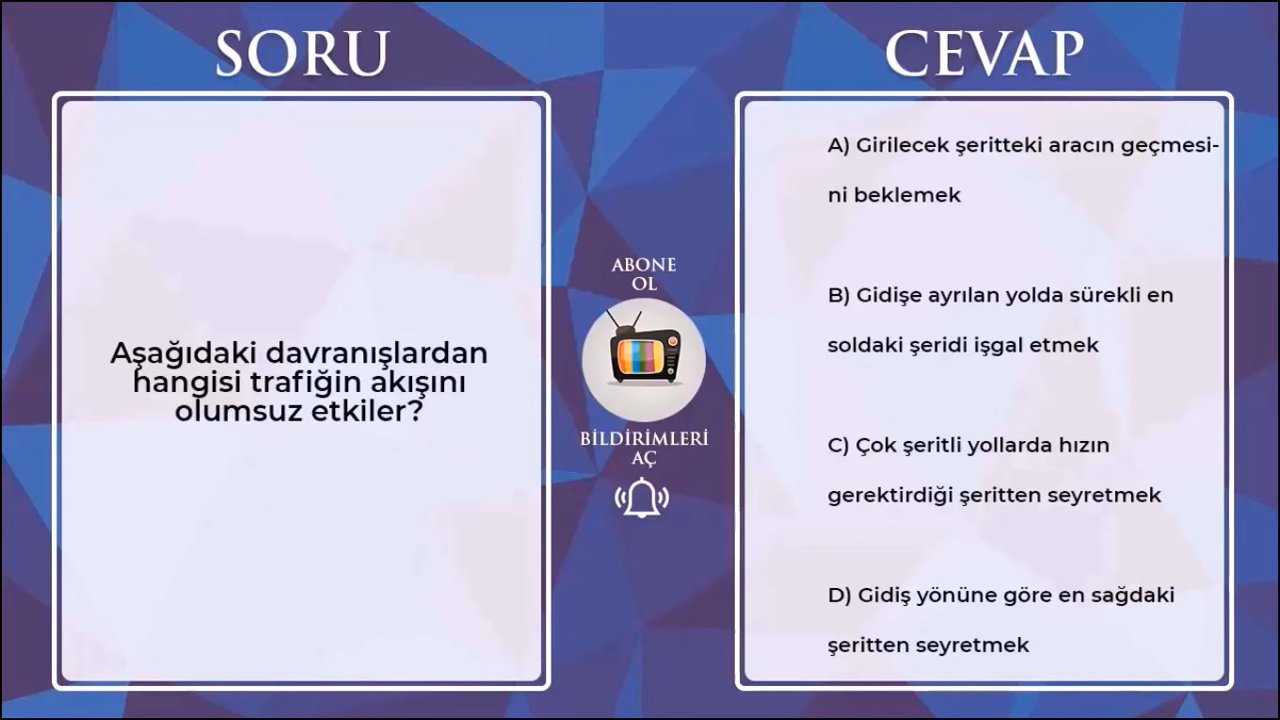 SORU
Aşağıdaki davranışlardan
hangisi trafiğin akışını
olumsuz etkiler?
ABONE
OL
BİLDİRİMLERİ
AÇ
CEVAP
A) Girilecek şeritteki aracın geçmesi-
ni beklemek
B) Gidişe ayrılan yolda sürekli en
soldaki şeridi işgal etmek
C) Çok şeritli yollarda hızın
gerektirdiği şeritten seyretmek
D) Gidiş yönüne göre en sağdaki
şeritten seyretmek